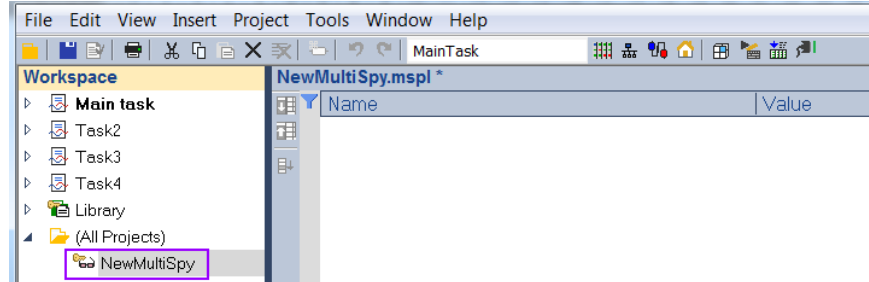 File Edit View Insert Project Tools Window Help
MainTask
Workspace
NewMultiSpy.mspl *
Main task
Name
Value
Task2
Task3
Task4
Library
(All Projects)
NewMultiSpy